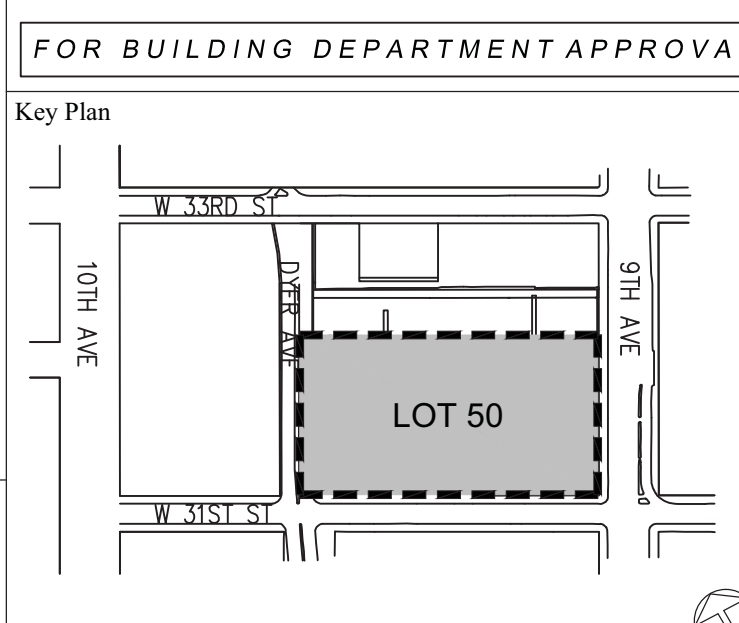 FOR BUILDING DEPARTMENT APPROVA
Key Plan
W 33RD ST
10TH AVE
DYER AVE
9TH AVE
LOT 50
W 31ST ST